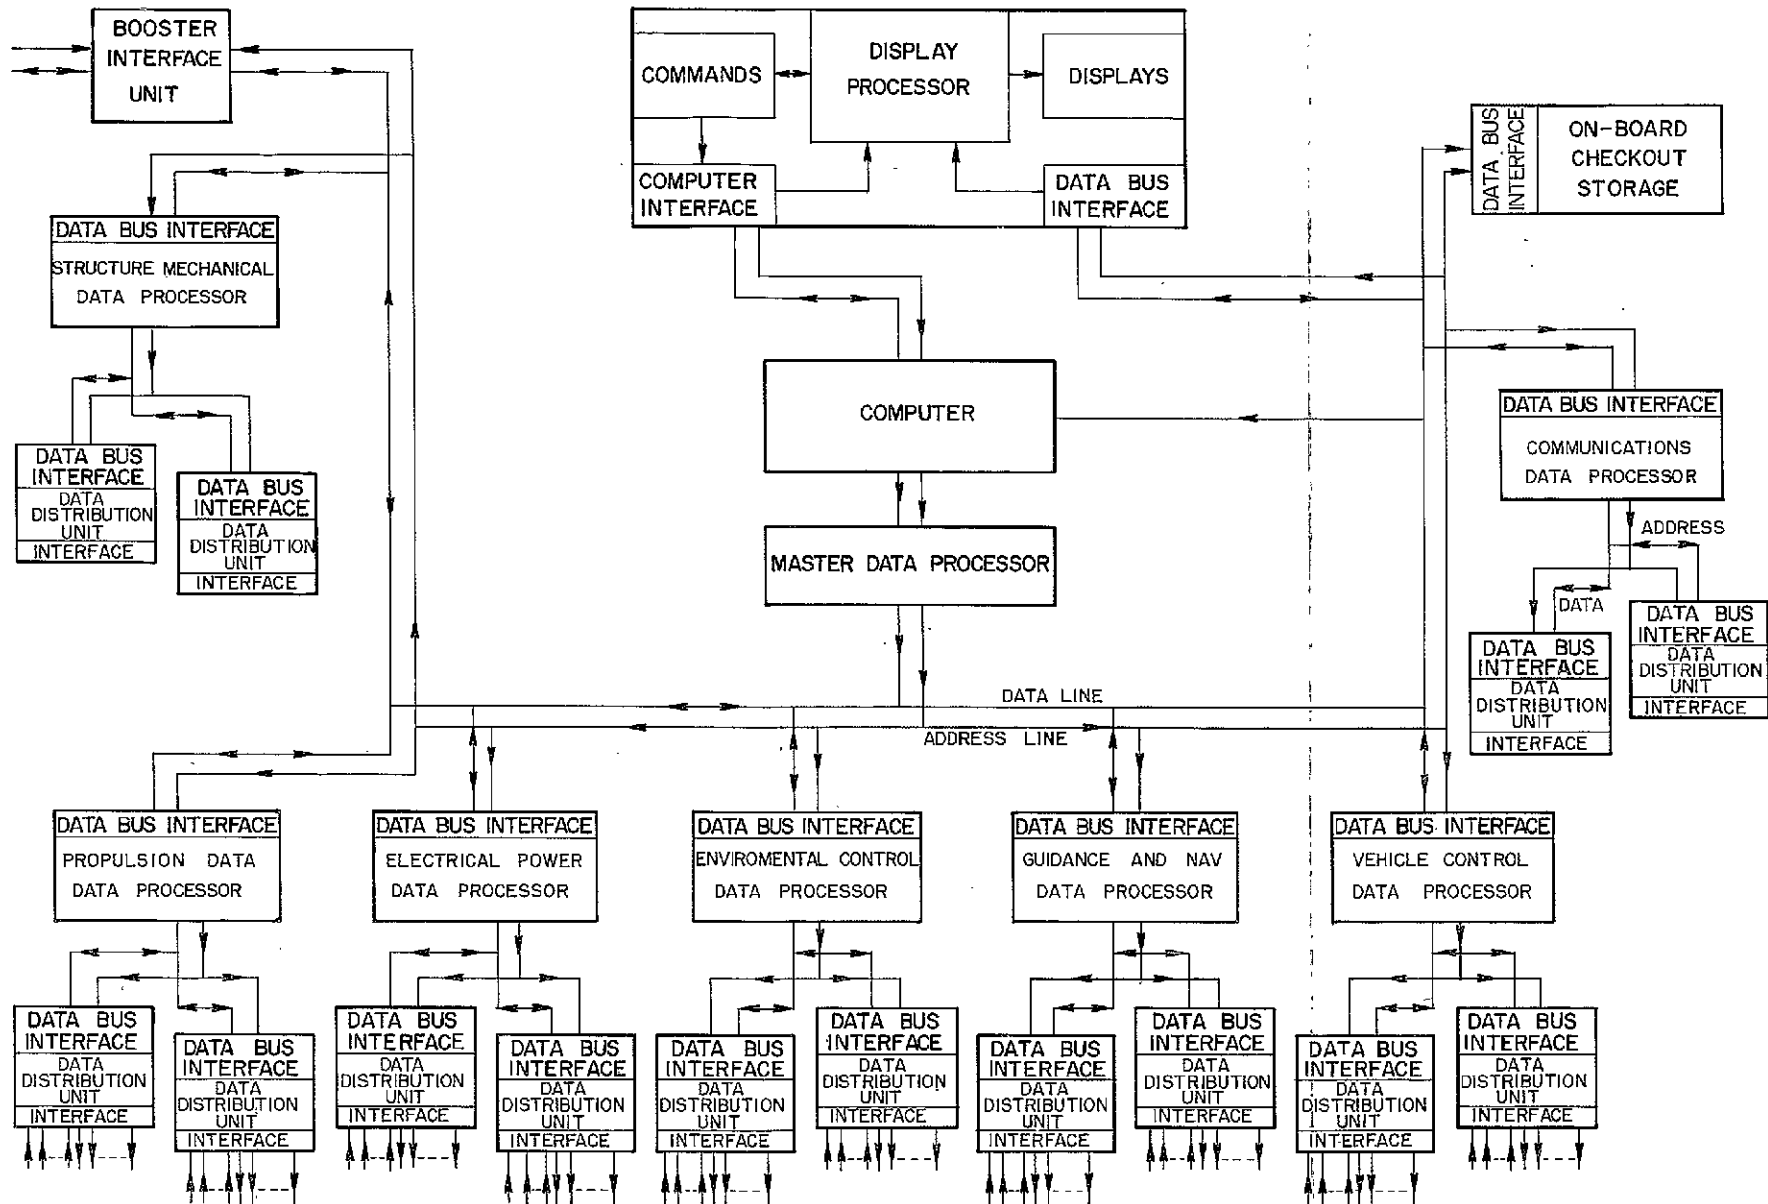 BOOSTER
INTERFACE
UNIT
COMMANDS
DISPLAY
PROCESSOR
DISPLAYS
COMPUTER
INTERFACE
DATA BUS
INTERFACE
DATA BUS
INTERFACE
ON-BOARD
CHECKOUT
STORAGE
DATA BUS INTERFACE
STRUCTURE MECHANICAL
DATA PROCESSOR
DATA BUS
INTERFACE
DATA
DISTRIBUTION
UNIT
INTERFACE
DATA BUS
INTERFACE
DATA
DISTRIBUTION
UNIT
INTERFACE
COMPUTER
MASTER DATA PROCESSOR
DATA BUS INTERFACE
COMMUNICATIONS
DATA PROCESSOR
ADDRESS
DATA
DATA BUS
INTERFACE
DATA
DISTRIBUTION
UNIT
INTERFACE
DATA BUS
INTERFACE
DATA
DISTRIBUTION
UNIT
INTERFACE
DATA LINE
ADDRESS LINE
DATA BUS INTERFACE
PROPULSION DATA
DATA PROCESSOR
DATA BUS INTERFACE
ELECTRICAL POWER
DATA PROCESSOR
DATA BUS INTERFACE
ENVIROMENTAL CONTROL
DATA PROCESSOR
DATA BUS INTERFACE
GUIDANCE AND NAV
DATA PROCESSOR
DATA BUS INTERFACE
VEHICLE CONTROL
DATA PROCESSOR
DATA BUS
INTERFACE
DATA
DISTRIBUTION
UNIT
INTERFACE
DATA BUS
INTERFACE
DATA
DISTRIBUTION
UNIT
INTERFACE
DATA BUS
INTERFACE
DATA
DISTRIBUTION
UNIT
INTERFACE
DATA BUS
INTERFACE
DATA
DISTRIBUTION
UNIT
INTERFACE
DATA BUS
INTERFACE
DATA
DISTRIBUTION
UNIT
INTERFACE
DATA BUS
INTERFACE
DATA
DISTRIBUTION
UNIT
INTERFACE
DATA BUS
INTERFACE
DATA
DISTRIBUTION
UNIT
INTERFACE
DATA BUS
INTERFACE
DATA
DISTRIBUTION
UNIT
INTERFACE
DATA BUS
INTERFACE
DATA
DISTRIBUTION
UNIT
INTERFACE
DATA BUS
INTERFACE
DATA
DISTRIBUTION
UNIT
INTERFACE